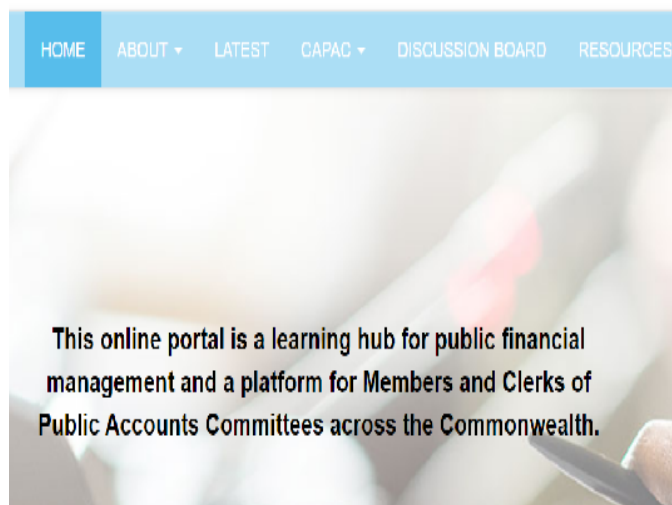 HOME ABOUT LATEST CAPAC DISCUSSION BOARD RESOURCES
This online portal is a learning hub for public financial
management and a platform for Members and Clerks of
Public Accounts Committees across the Commonwealth.